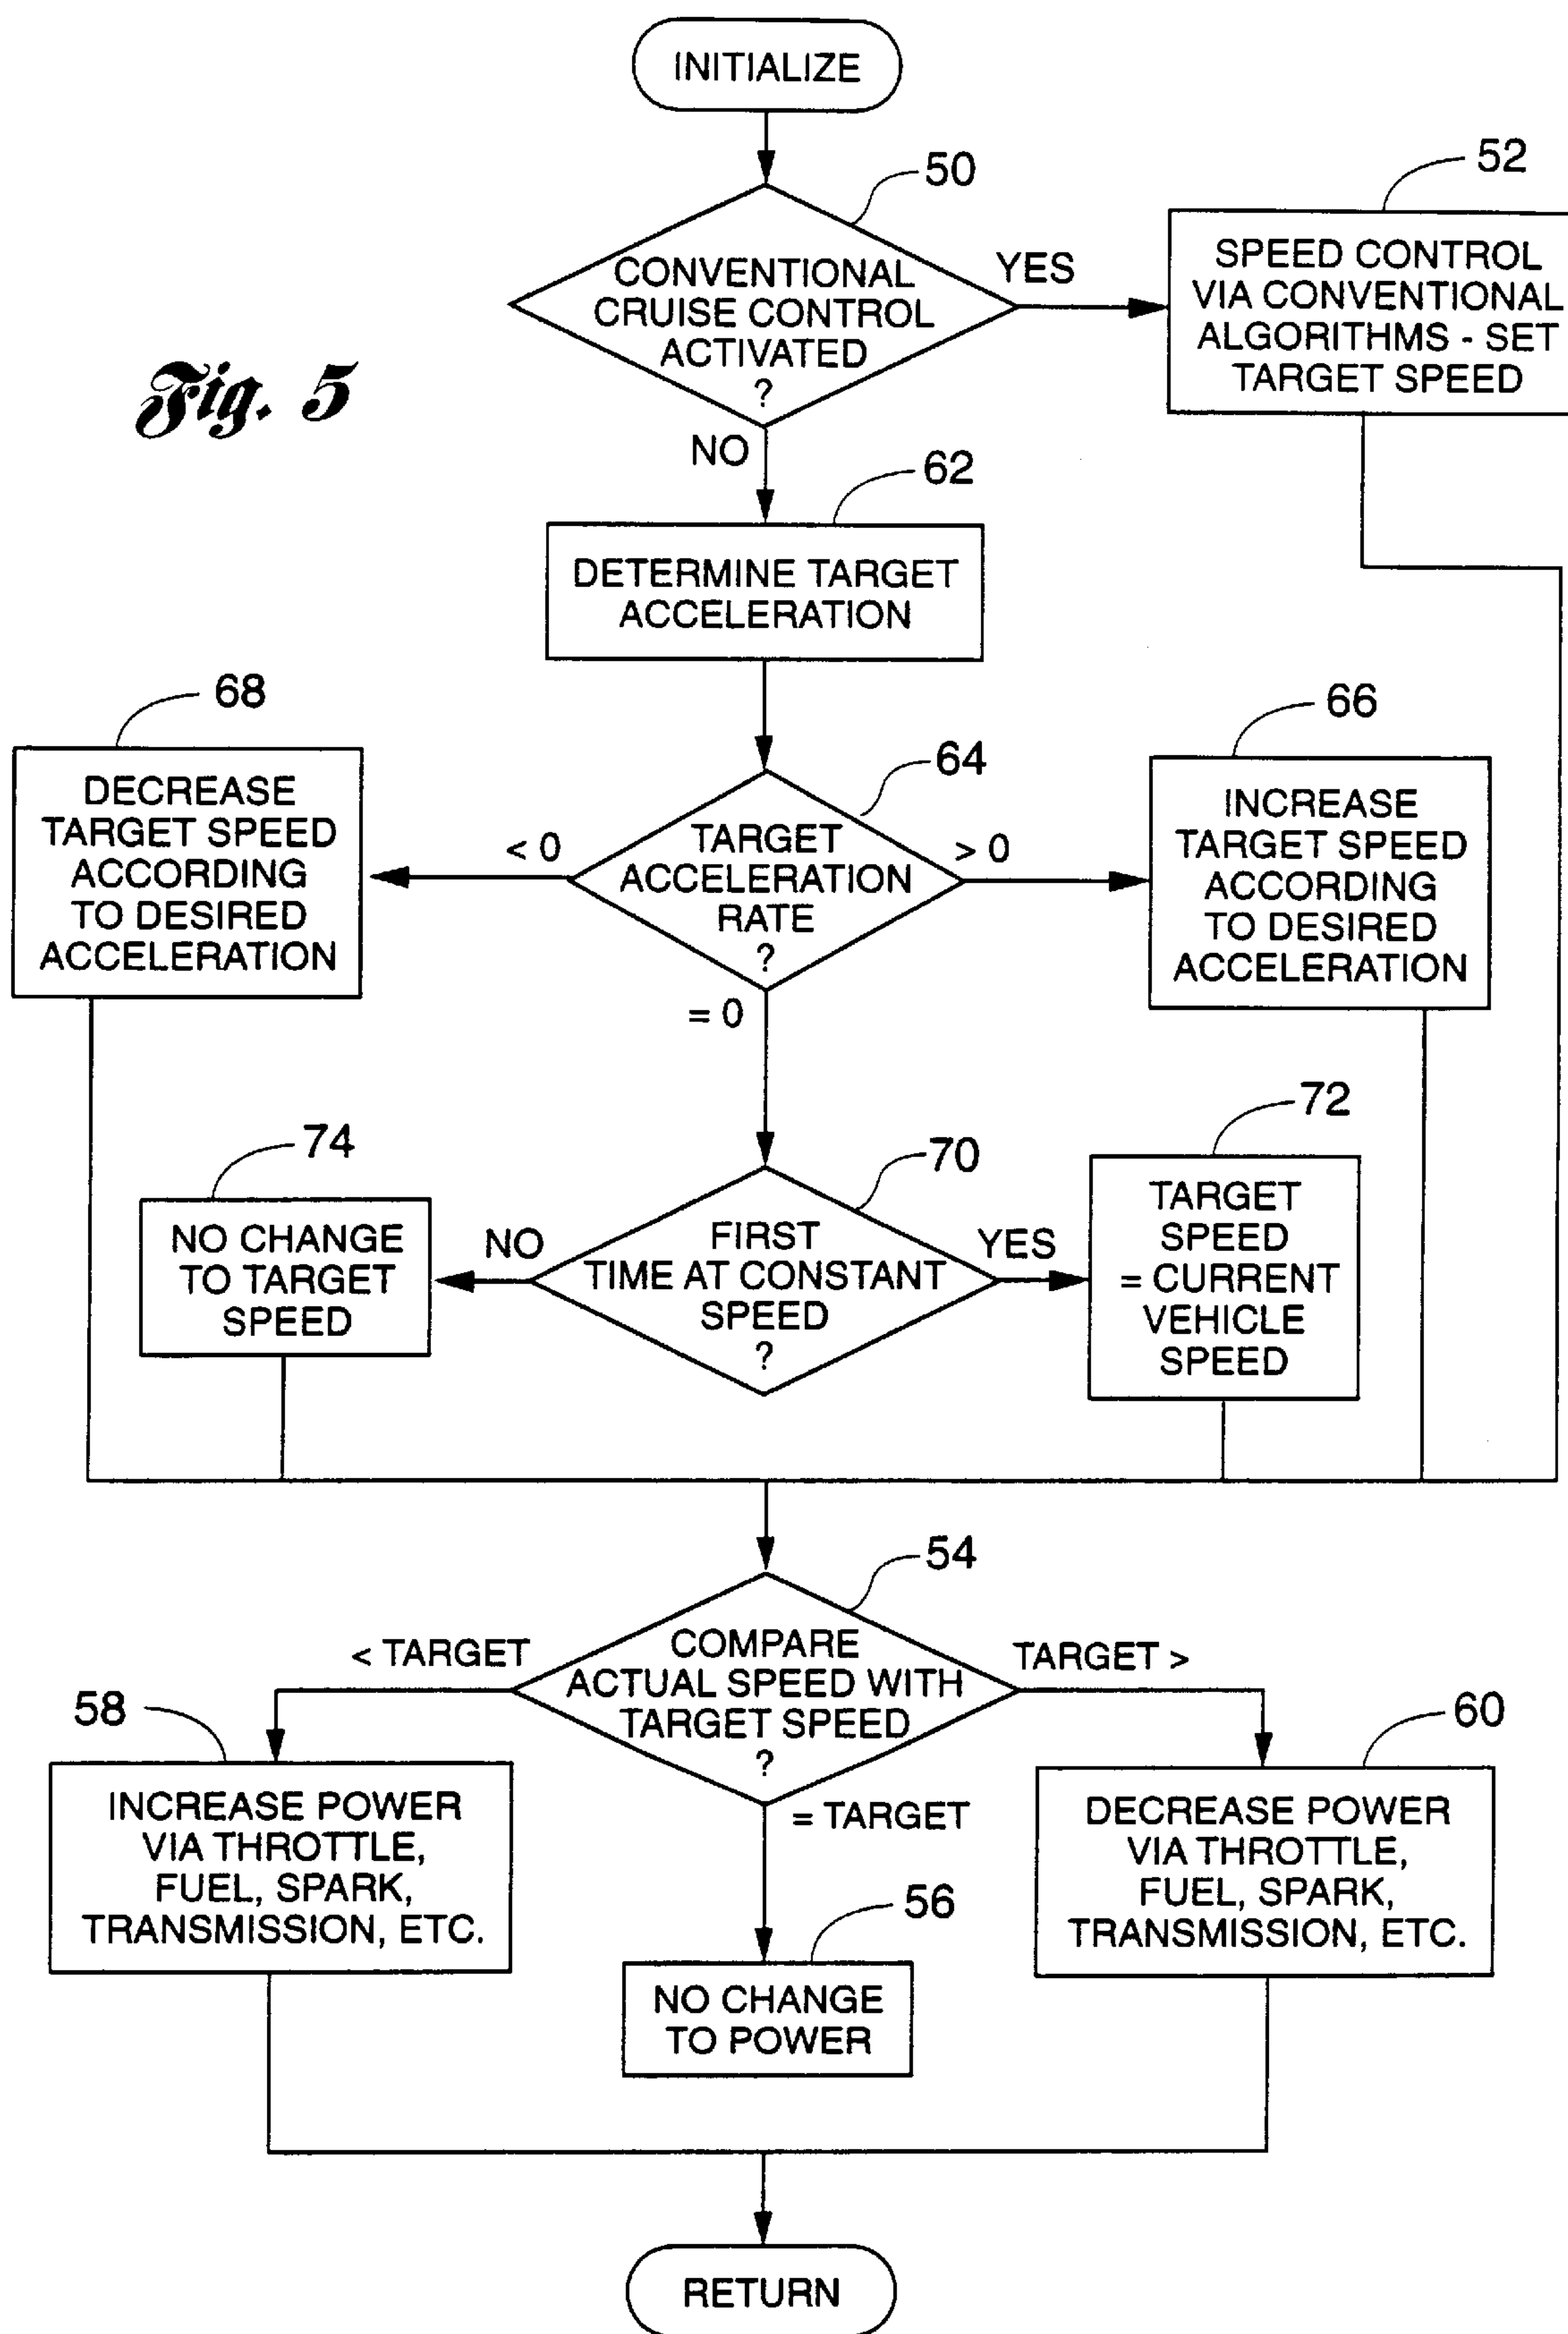 INITIALIZE
50
52
CONVENTIONAL
CRUISE CONTROL
ACTIVATED
?
YES
SPEED CONTROL
VIA CONVENTIONAL
ALGORITHMS - SET
TARGET SPEED
Fig. 5
NO
62
DETERMINE TARGET
ACCELERATION
68
66
64
DECREASE
TARGET SPEED
ACCORDING
TO DESIRED
ACCELERATION
< 0
TARGET
ACCELERATION
RATE
?
> 0
INCREASE
TARGET SPEED
ACCORDING
TO DESIRED
ACCELERATION
= 0
74
70
72
NO CHANGE
TO TARGET
SPEED
NO
FIRST
TIME AT CONSTANT
SPEED
?
YES
TARGET
SPEED
= CURRENT
VEHICLE
SPEED
54
< TARGET
COMPARE
ACTUAL SPEED WITH
TARGET SPEED
?
TARGET >
58
60
INCREASE POWER
VIA THROTTLE,
FUEL, SPARK,
TRANSMISSION, ETC.
= TARGET
DECREASE POWER
VIA THROTTLE,
FUEL, SPARK,
TRANSMISSION, ETC.
56
NO CHANGE
TO POWER
RETURN